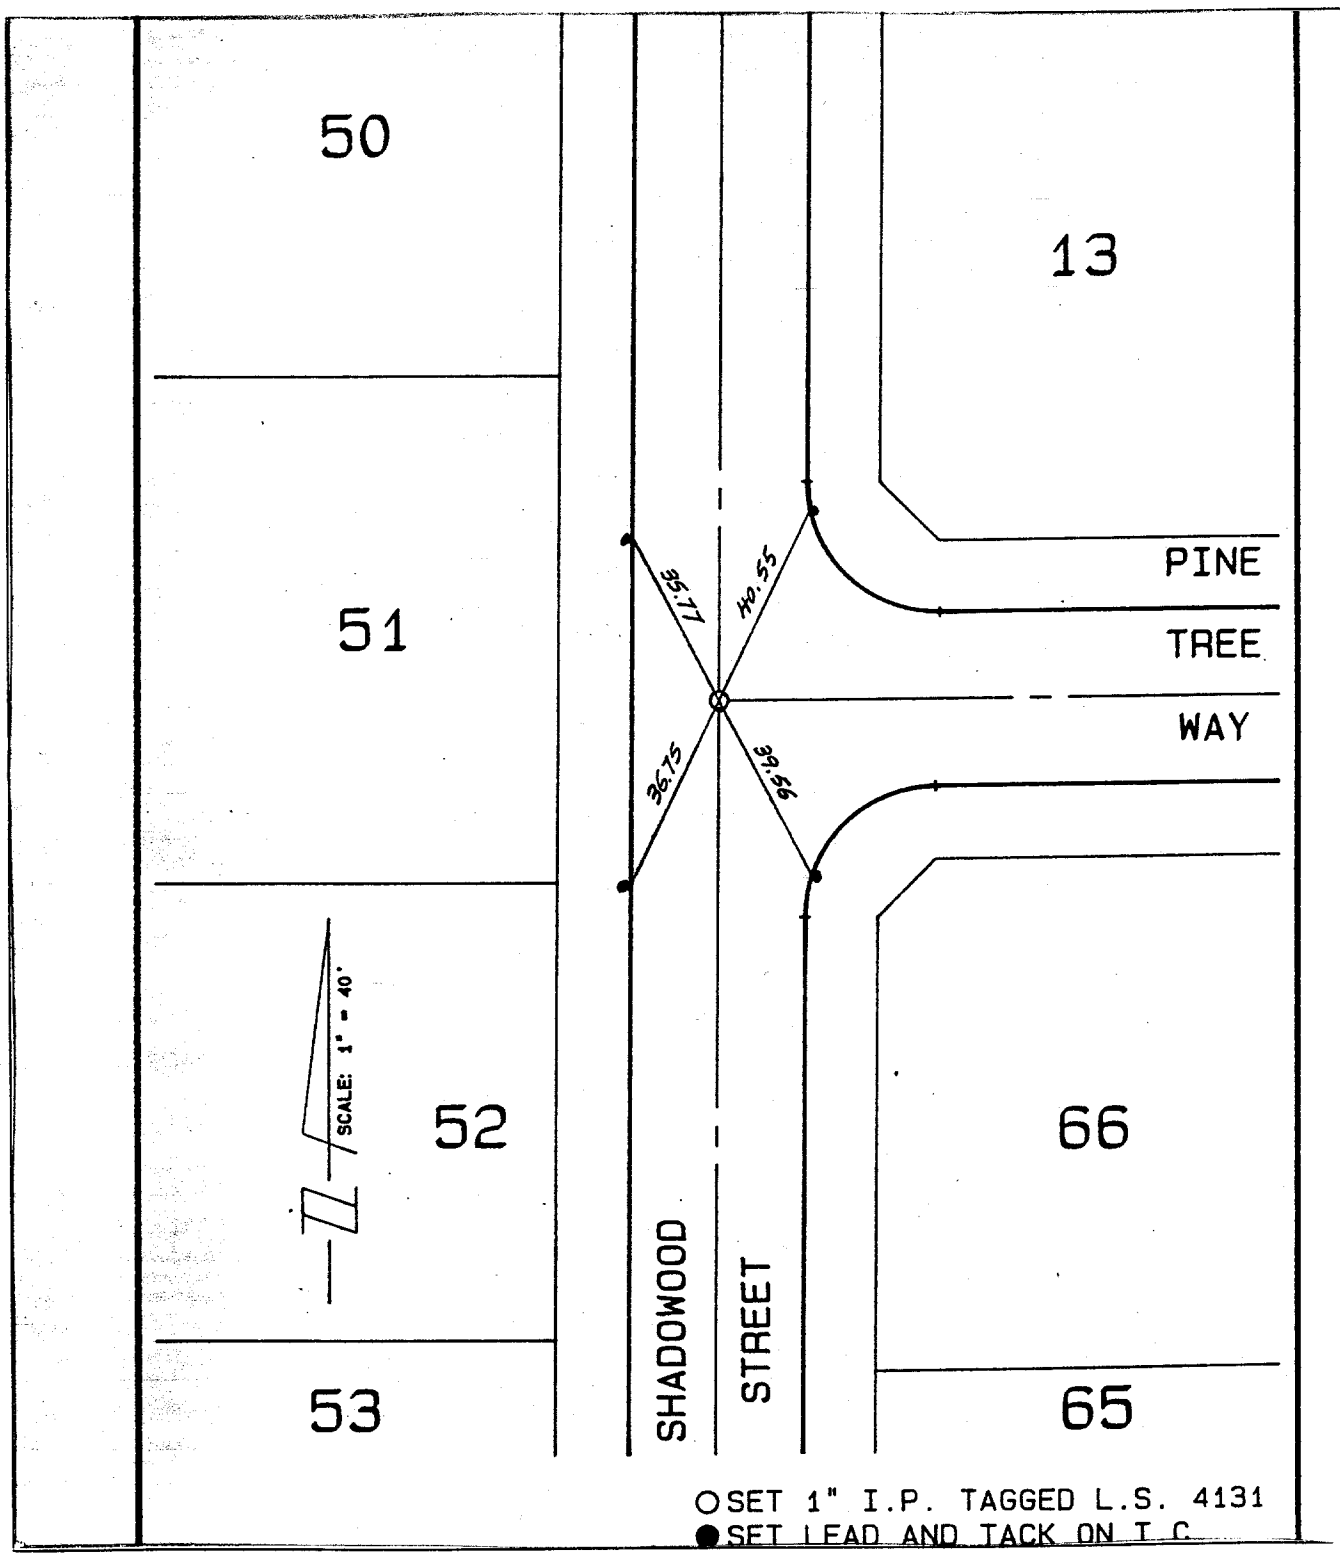 50
13
PINE
TREE
WAY
35.77
40.55
51
36.75
39.56
SCALE: 1" = 40'
52
66
N
SHADOWOOD
STREET
53
65
SET 1" I.P. TAGGED L.S. 4131
SET LEAD AND TACK ON T.C.